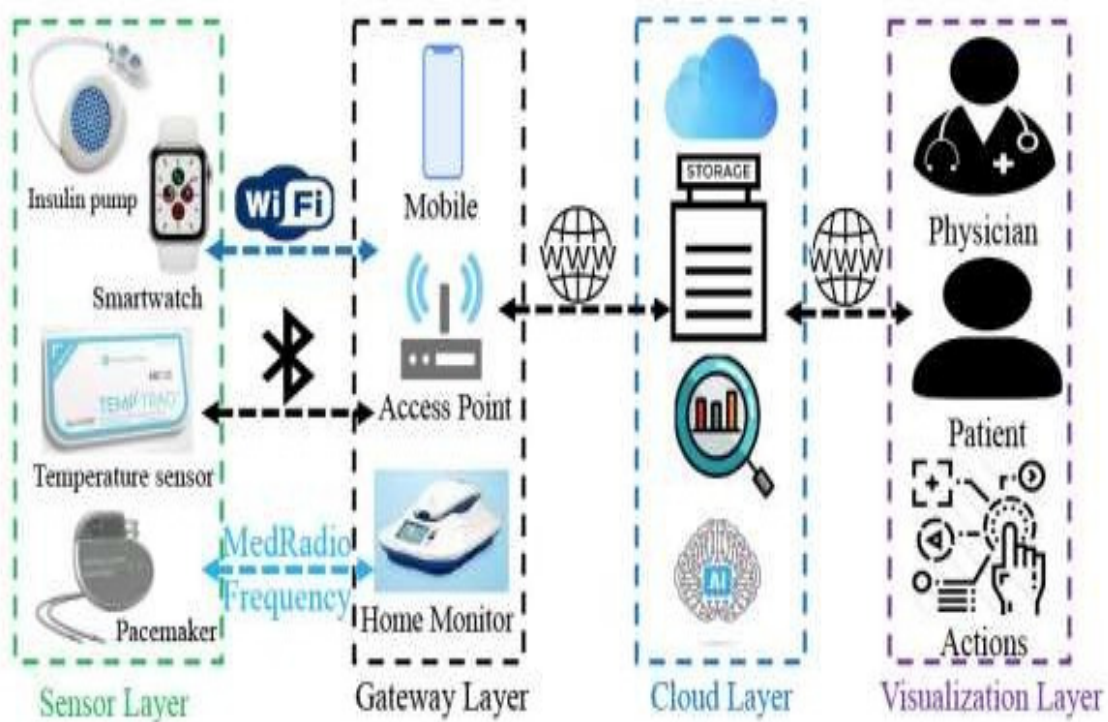 Insulin pump
Smartwatch
Temperature sensor
Pacemaker
Sensor Layer
WiFi
MedRadio
Frequency
Mobile
Access Point
Home Monitor
Gateway Layer
WWW
STORAGE
AI
Cloud Layer
WWW
Physician
Patient
Actions
Visualization Layer